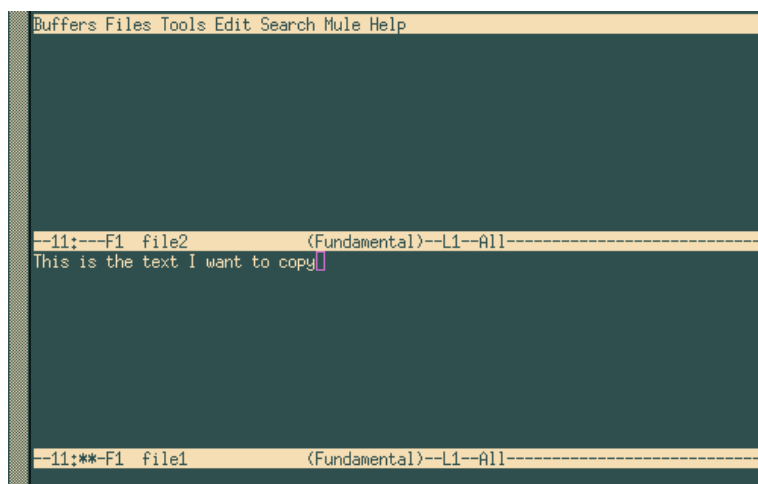 Buffers Files Tools Edit Search Mule Help
--11:---F1  file2             (Fundamental)--L1--All----------------------------
This is the text I want to copy
--11:**-F1  file1             (Fundamental)--L1--All----------------------------